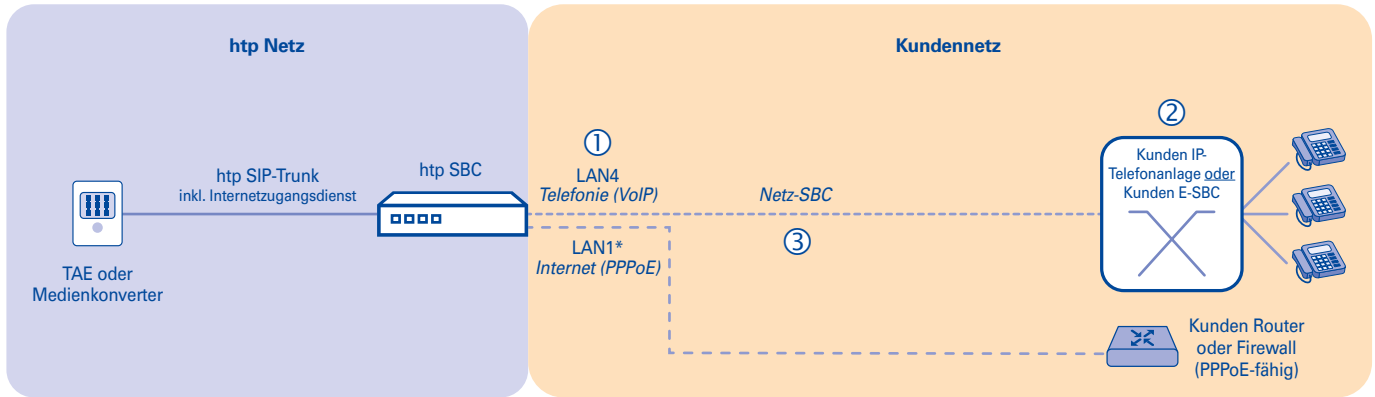 htp Netz
Kundennetz
TAE oder
Medienkonverter
htp SIP-Trunk
inkl. Internetzugangsdienst
htp SBC
①
LAN4
Telefonie (VoIP)
LAN1*
Internet (PPPoE)
Netz-SBC
③
②
Kunden IP-
Telefonanlage oder
Kunden E-SBC
Kunden Router
oder Firewall
(PPPoE-fähig)